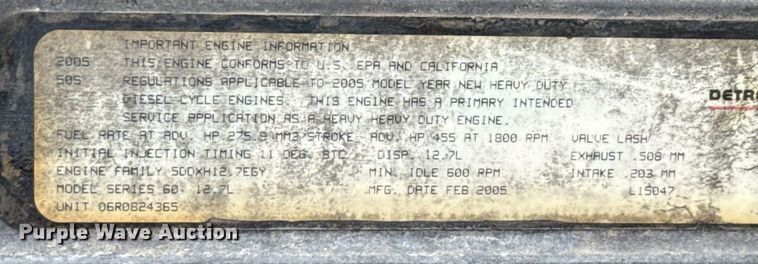 IMPORTANT ENGINE INFORMATION
2005 THIS ENGINE CONFORMS TO U.S. EPA AND CALIFORNIA
505 REGULATIONS APPLICABLE TO 2005 MODEL YEAR NEW HEAVY DUTY
DIESEL CYCLE ENGINES. THIS ENGINE HAS A PRIMARY INTENDED
SERVICE APPLICATION AS A HEAVY HEAVY DUTY ENGINE.
DETR
FUEL RATE AT ADV. HP 275.9 MM3/STROKE ADV. HP 455 AT 1800 RPM VALVE LASH
INITIAL INJECTION TIMING 11 DEG. BTC DISP. 12.7L EXHAUST .508 MM
ENGINE FAMILY 5DDXH12.7EGY MIN. IDLE 600 RPM INTAKE .203 MM
MODEL SERIES 60- 12.7L MFG. DATE FEB 2005 L15047
UNIT 06R0824365
Purple Wave Auction